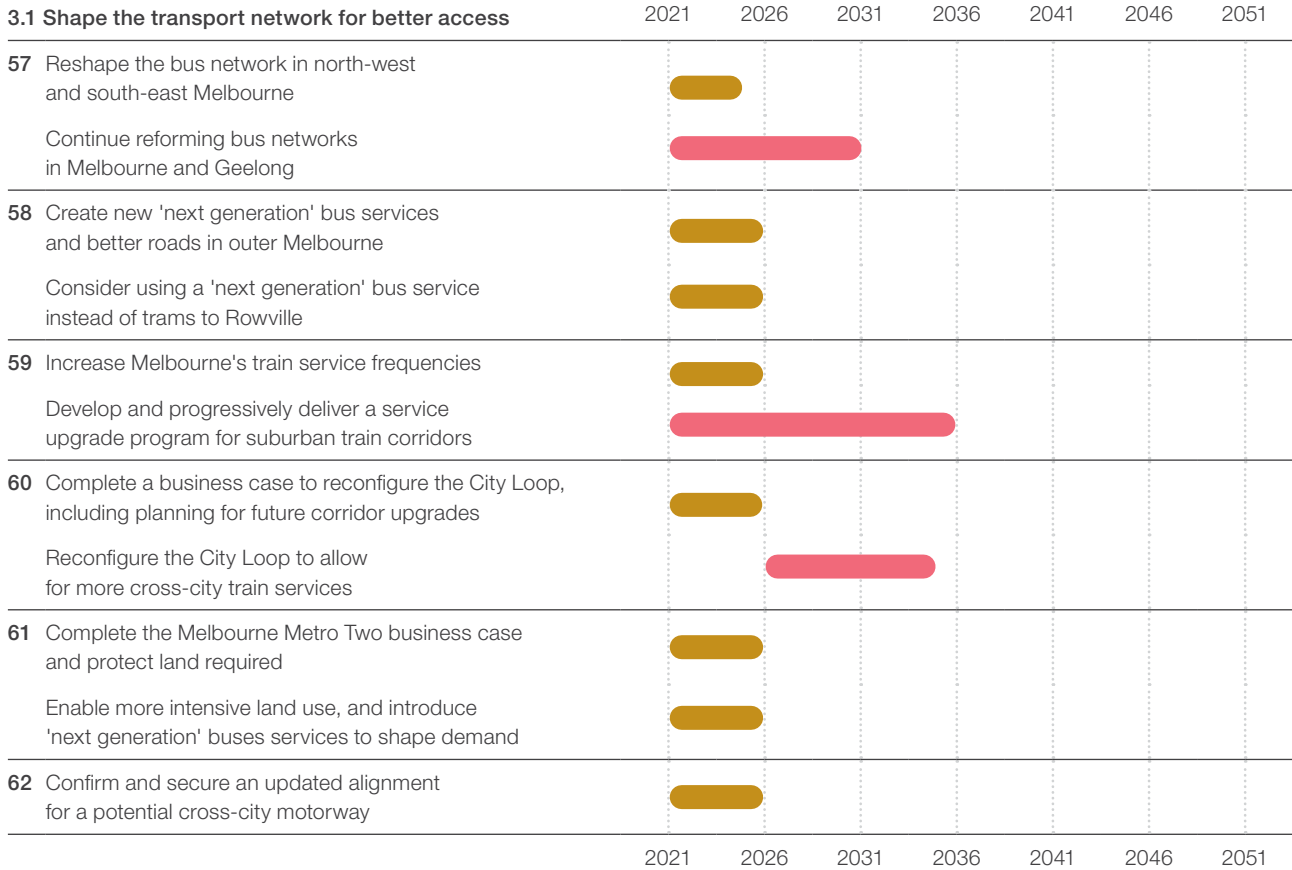 3.1 Shape the transport network for better access 2021 2026 2031 2036 2041 2046 2051
57 Reshape the bus network in north-west
and south-east Melbourne
Continue reforming bus networks
in Melbourne and Geelong
58 Create new 'next generation' bus services
and better roads in outer Melbourne
Consider using a 'next generation' bus service
instead of trams to Rowville
59 Increase Melbourne's train service frequencies
Develop and progressively deliver a service
upgrade program for suburban train corridors
60 Complete a business case to reconfigure the City Loop,
including planning for future corridor upgrades
Reconfigure the City Loop to allow
for more cross-city train services
61 Complete the Melbourne Metro Two business case
and protect land required
Enable more intensive land use, and introduce
'next generation' buses services to shape demand
62 Confirm and secure an updated alignment
for a potential cross-city motorway
2021 2026 2031 2036 2041 2046 2051